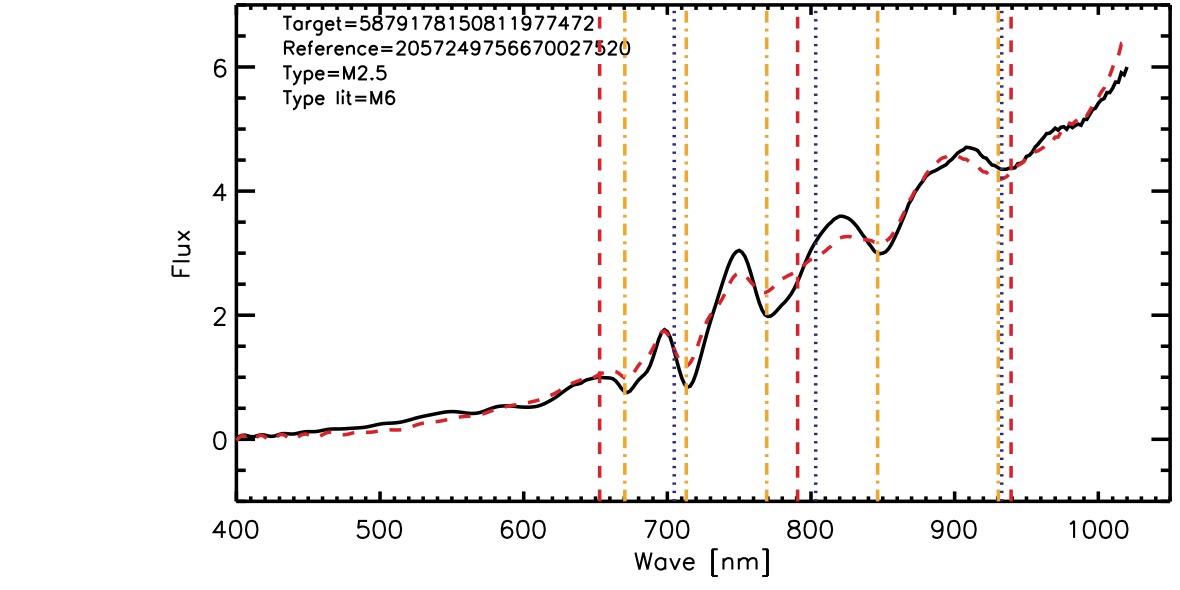 Target=5879178150811977472
Reference=2057249756670027520
Type=M2.5
Type lit=M6
6
4
2
0
Flux
400 500 600 700 800 900 1000
Wave [nm]